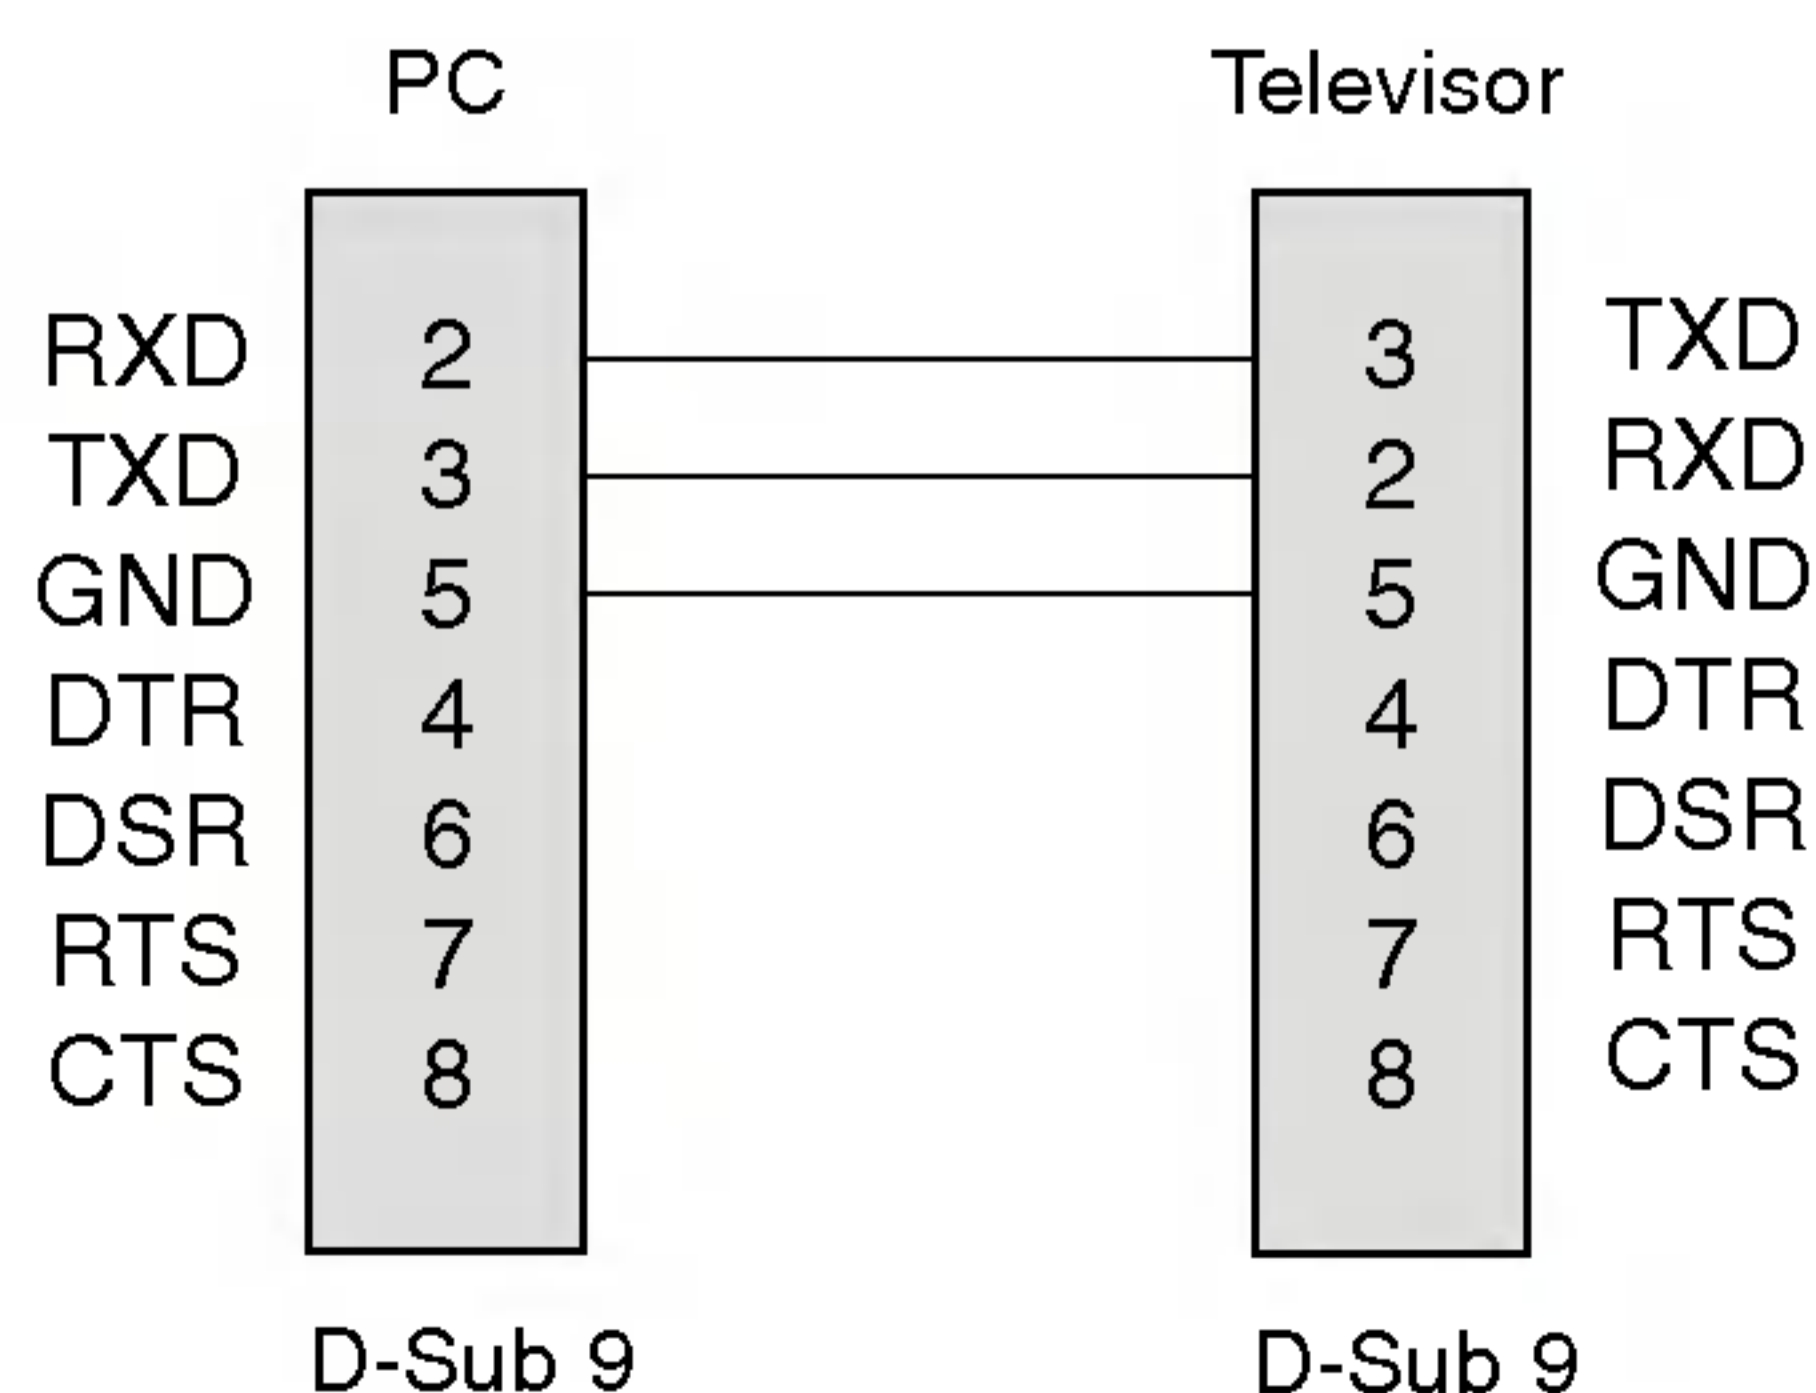 PC Televisor
RXD 2 3 TXD
TXD 3 2 RXD
GND 5 5 GND
DTR 4 4 DTR
DSR 6 6 DSR
RTS 7 7 RTS
CTS 8 8 CTS
D-Sub 9 D-Sub 9